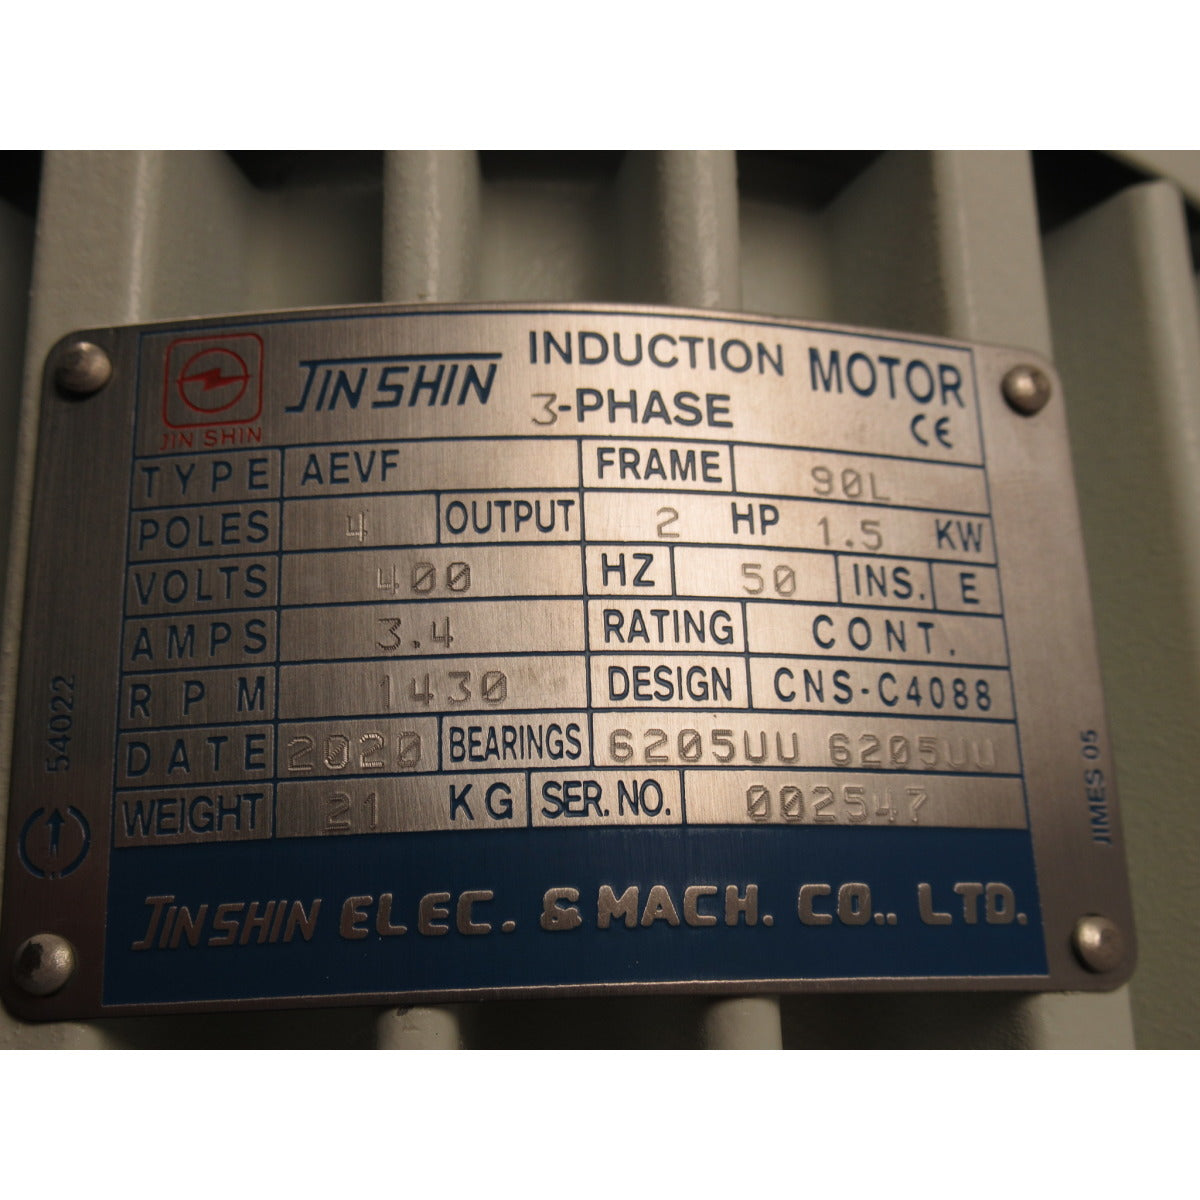 JIN SHIN
JINSHIN
INDUCTION MOTOR
3-PHASE
CE
TYPE AEVF FRAME 90L
POLES 4 OUTPUT 2 HP 1.5 KW
VOLTS 400 HZ 50 INS. E
AMPS 3.4 RATING CONT.
RPM 1430 DESIGN CNS-C4088
DATE 2020 BEARINGS 6205UU 6205UU
WEIGHT 21 KG SER. NO. 002547
JINSHIN ELEC. & MACH. CO., LTD.
54022
JIMES 05